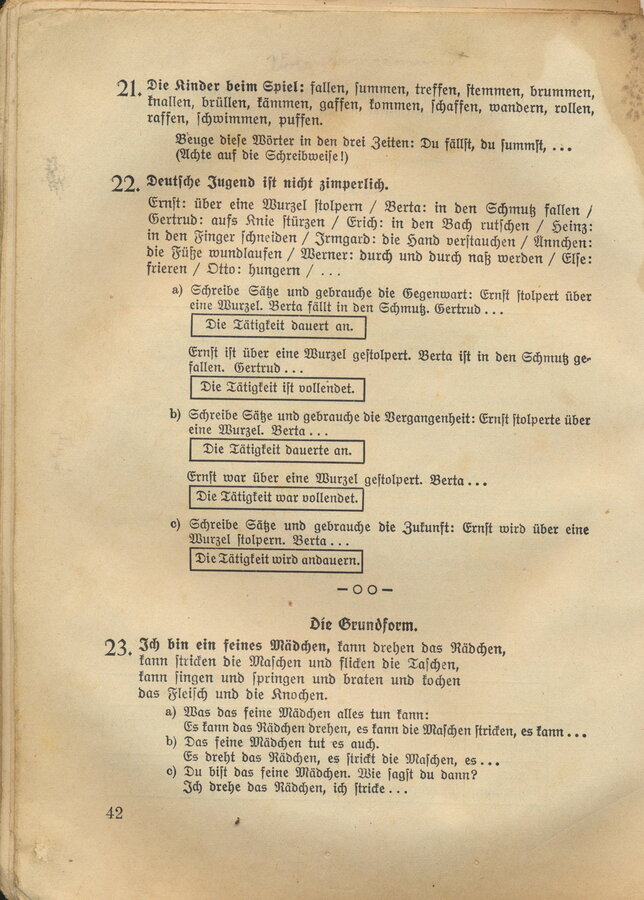 21. Die Kinder beim Spiel: fallen, summen, treffen, stemmen, brummen,
knallen, brüllen, kämmen, gaffen, kommen, schaffen, wandern, rollen,
raffen, schwimmen, puffen.
Beuge diese Wörter in den drei Zeiten: Du fällst, du summst, ...
(Achte auf die Schreibweise!)
22. Deutsche Jugend ist nicht zimperlich.
Ernst: über eine Wurzel stolpern / Berta: in den Schmutz fallen /
Gertrud: aufs Knie stürzen / Erich: in den Bach rutschen / Heinz:
in den Finger schneiden / Irmgard: die Hand verstauchen / Ännchen:
die Füße wundlaufen / Werner: durch und durch naß werden / Else:
frieren / Otto: hungern / ...
a) Schreibe Sätze und gebrauche die Gegenwart: Ernst stolpert über
eine Wurzel. Berta fällt in den Schmutz. Gertrud ...
Die Tätigkeit dauert an.
Ernst ist über eine Wurzel gestolpert. Berta ist in den Schmutz ge-
fallen. Gertrud ...
Die Tätigkeit ist vollendet.
b) Schreibe Sätze und gebrauche die Vergangenheit: Ernst stolperte über
eine Wurzel. Berta ...
Die Tätigkeit dauerte an.
Ernst war über eine Wurzel gestolpert. Berta ...
Die Tätigkeit war vollendet.
c) Schreibe Sätze und gebrauche die Zukunft: Ernst wird über eine
Wurzel stolpern. Berta ...
Die Tätigkeit wird andauern.
Die Grundform.
23. Ich bin ein feines Mädchen, kann drehen das Rädchen,
kann stricken die Maschen und flicken die Taschen,
kann singen und springen und braten und kochen
das Fleisch und die Knochen.
a) Was das feine Mädchen alles tun kann:
Es kann das Rädchen drehen, es kann die Maschen stricken, es kann ...
b) Das feine Mädchen tut es auch.
Es dreht das Rädchen, es strickt die Maschen, es ...
c) Du bist das feine Mädchen. Wie sagst du dann?
Ich drehe das Rädchen, ich stricke ...
42